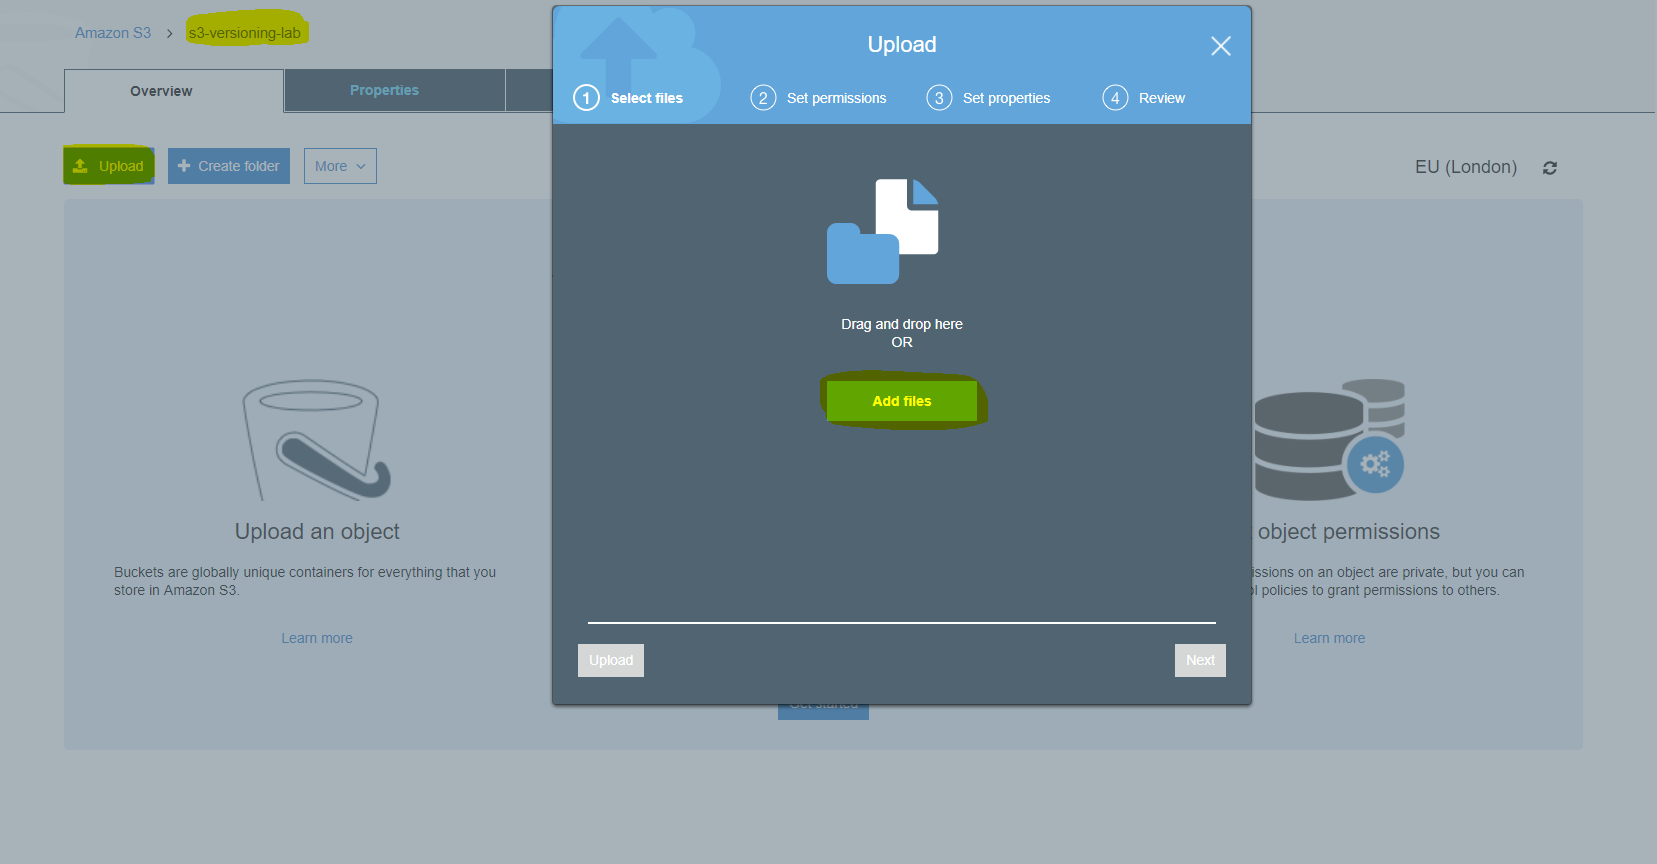 Amazon S3 > s3-versioning-lab
Overview
Properties
Upload
Create folder
More
EU (London)
Upload an object
Buckets are globally unique containers for everything that you
store in Amazon S3.
Learn more
Upload
1 Select files
2 Set permissions
3 Set properties
4 Review
Drag and drop here
OR
Add files
Upload
Next
Get started
object permissions
issions on an object are private, but you can
ol policies to grant permissions to others.
Learn more